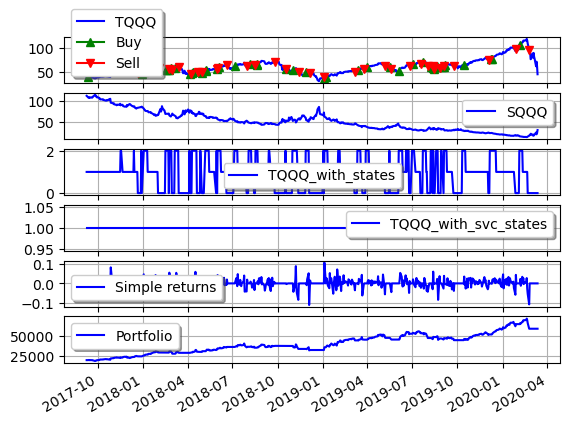 TQQQ
Buy
Sell
100
50
SQQQ
100
50
TQQQ_with_states
2
0
TQQQ_with_svc_states
1.05
1.00
0.95
Simple returns
0.1
0.0
−0.1
Portfolio
50000
25000
2017-10 2018-01 2018-04 2018-07 2018-10 2019-01 2019-04 2019-07 2019-10 2020-01 2020-04